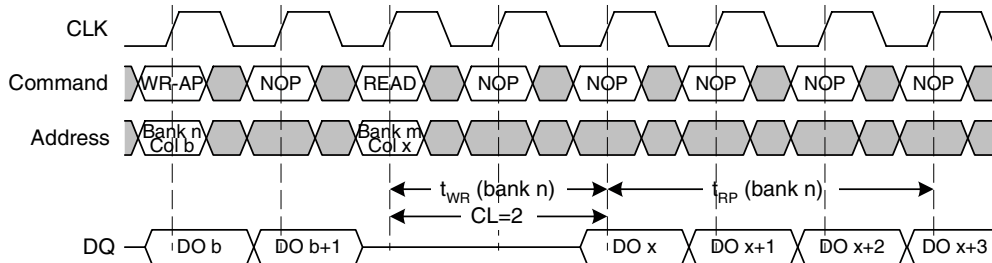 CLK
Command WR-AP NOP READ NOP NOP NOP NOP NOP
Address Bank n Col b Bank m Col x
tWR (bank n) tRP (bank n)
CL=2
DQ DO b DO b+1 DO x DO x+1 DO x+2 DO x+3